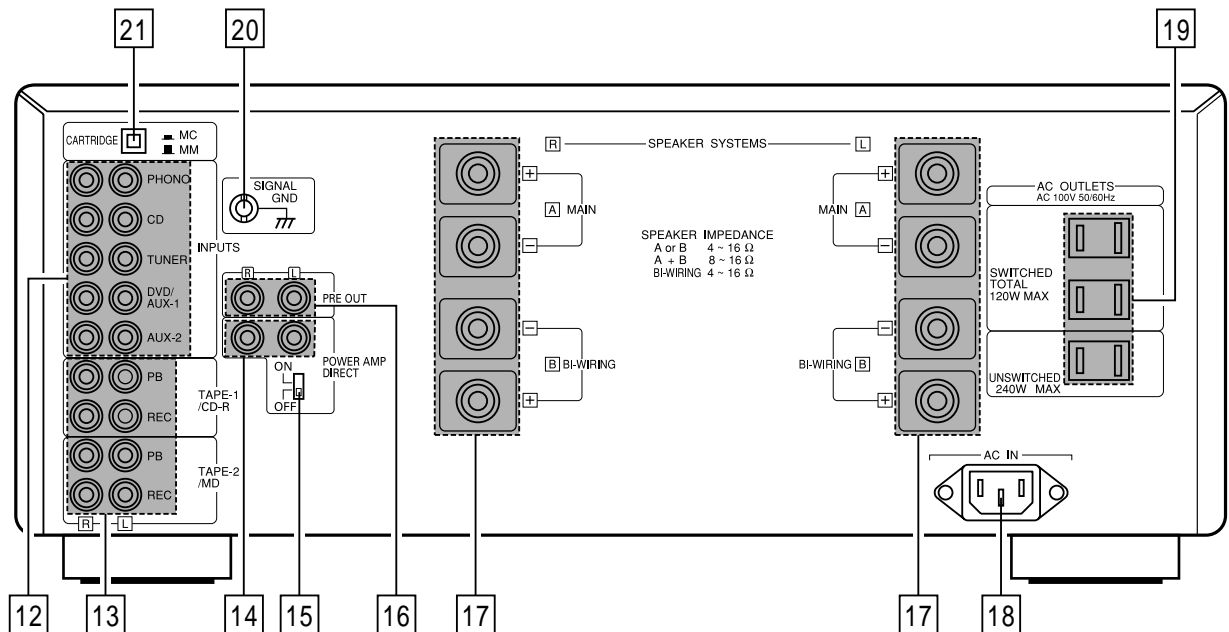 21
20
19
CARTRIDGE
MC
MM
PHONO
CD
TUNER
DVD/
AUX-1
AUX-2
INPUTS
PB
REC
TAPE-1
/CD-R
PB
REC
TAPE-2
/MD
R L
SIGNAL
GND
R L
PRE OUT
POWER AMP
DIRECT
ON
OFF
R SPEAKER SYSTEMS L
+
A MAIN
−
SPEAKER IMPEDANCE
A or B 4 ~ 16 Ω
A + B 8 ~ 16 Ω
BI-WIRING 4 ~ 16 Ω
−
B BI-WIRING
+
+
MAIN A
−
−
BI-WIRING B
+
AC OUTLETS
AC 100V 50/60Hz
SWITCHED
TOTAL
120W MAX
UNSWITCHED
240W MAX
AC IN
12 13 14 15 16 17 17 18